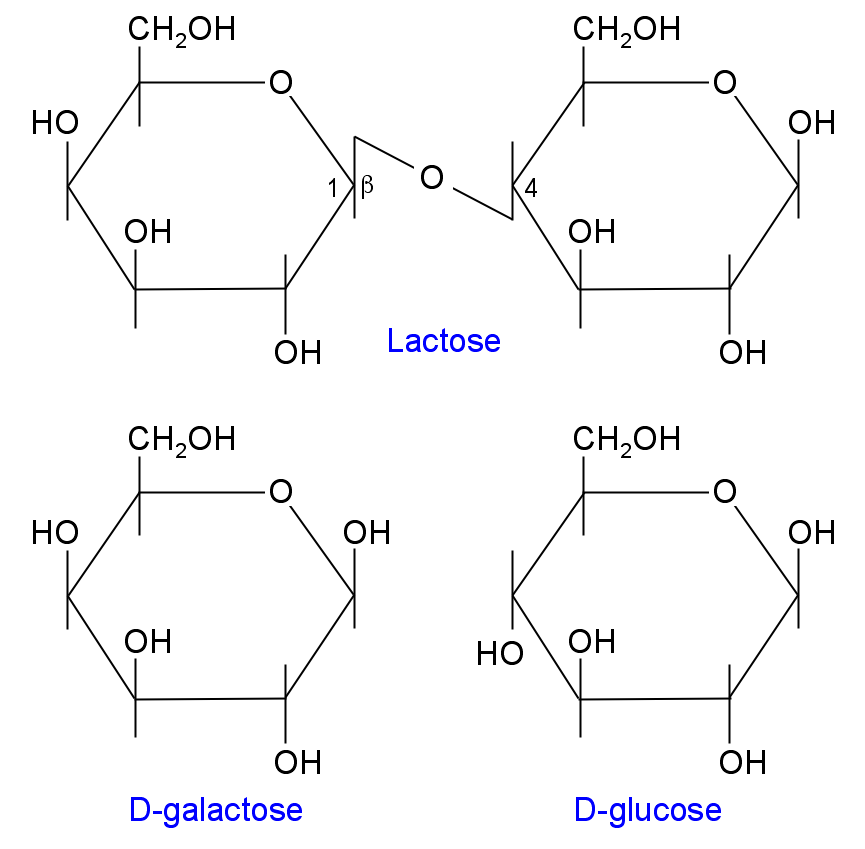 CH2OH CH2OH
O O
HO OH
1 β O 4
OH OH
OH OH
Lactose
CH2OH CH2OH
O O
HO OH OH
OH HO OH
OH OH
D-galactose D-glucose